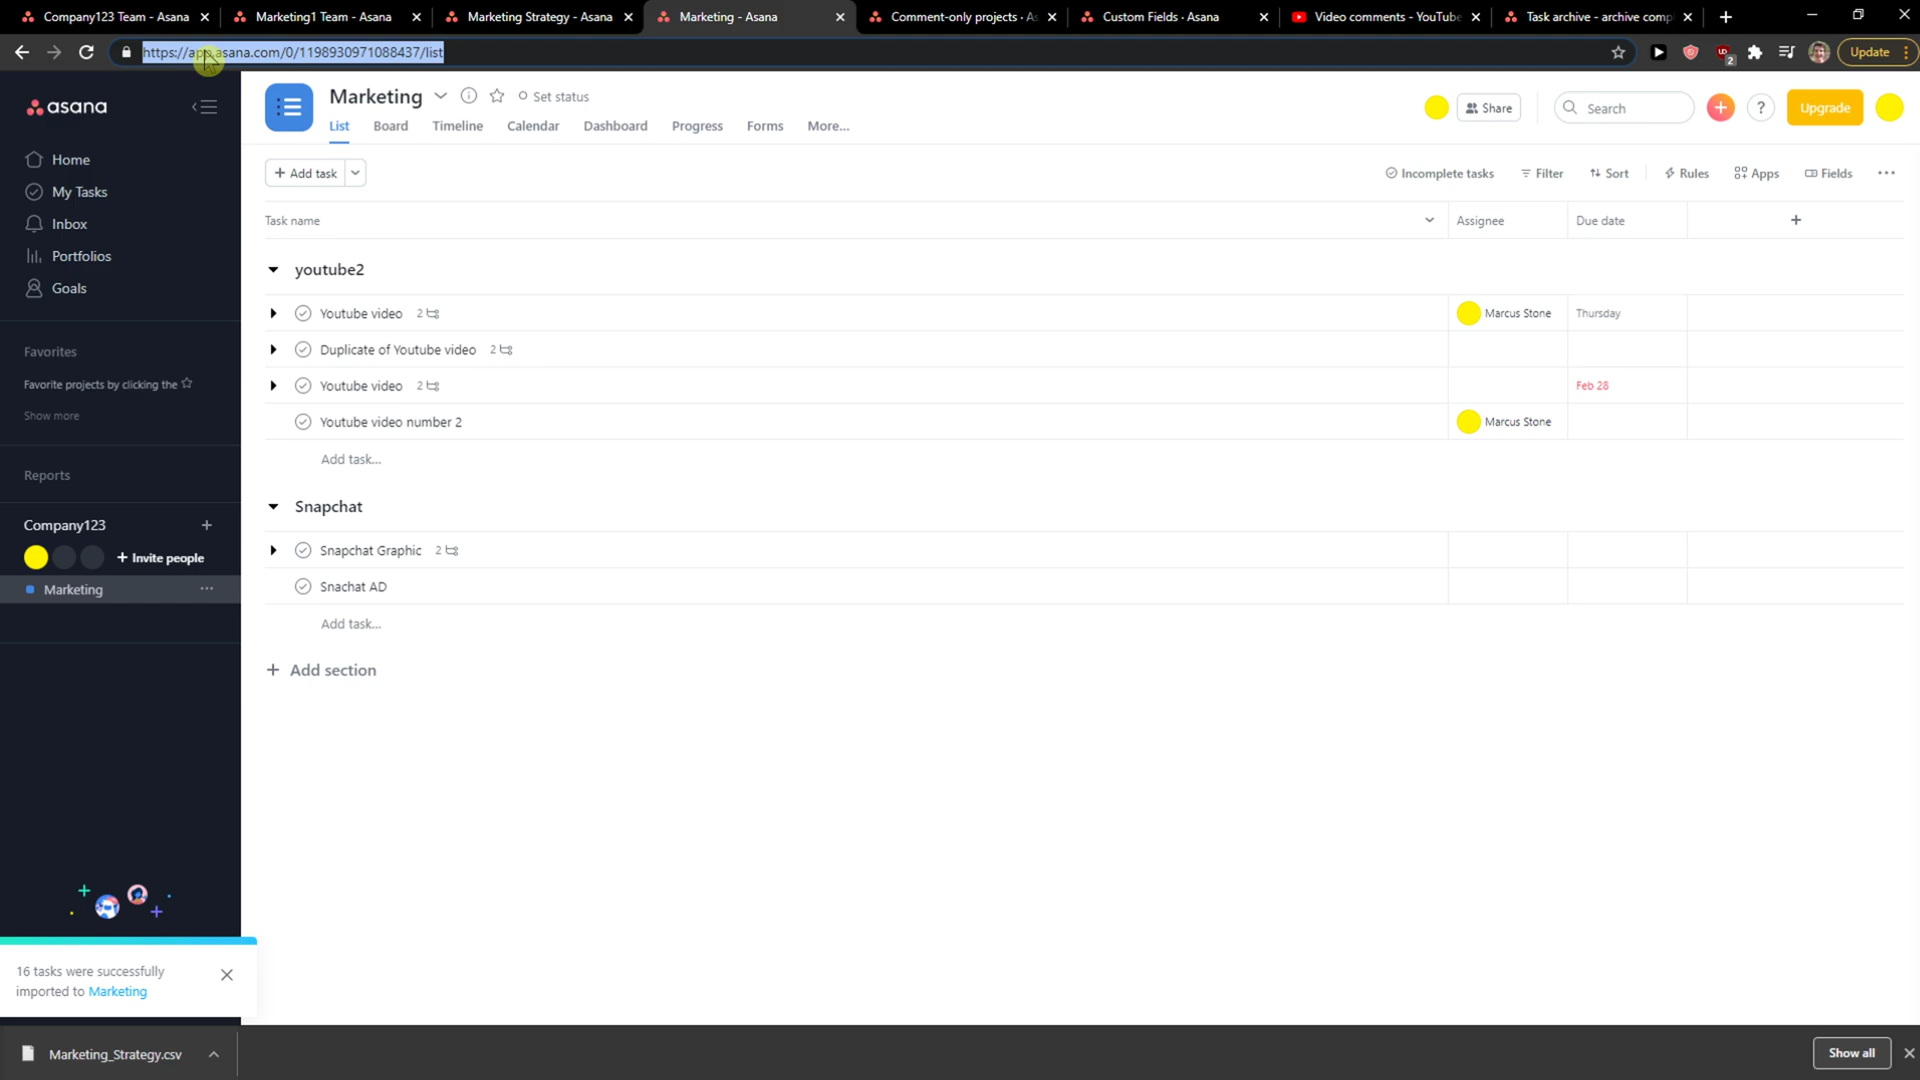 Company123 Team - Asana
Marketing1 Team - Asana
Marketing Strategy - Asana
Marketing - Asana
Comment-only projects · As
Custom Fields · Asana
Video comments - YouTube
Task archive - archive comp
https://app.asana.com/0/1198930971088437/list
2
Update
asana
Home
My Tasks
Inbox
Portfolios
Goals
Favorites
Favorite projects by clicking the
Show more
Reports
Company123
Invite people
Marketing
Marketing
Set status
Share
Search
?
Upgrade
List
Board
Timeline
Calendar
Dashboard
Progress
Forms
More...
Add task
Incomplete tasks
Filter
Sort
Rules
Apps
Fields
Task name
Assignee
Due date
youtube2
Youtube video 2
Marcus Stone
Thursday
Duplicate of Youtube video 2
Youtube video 2
Feb 28
Youtube video number 2
Marcus Stone
Add task...
Snapchat
Snapchat Graphic 2
Snachat AD
Add task...
Add section
16 tasks were successfully
imported to Marketing
Marketing_Strategy.csv
Show all